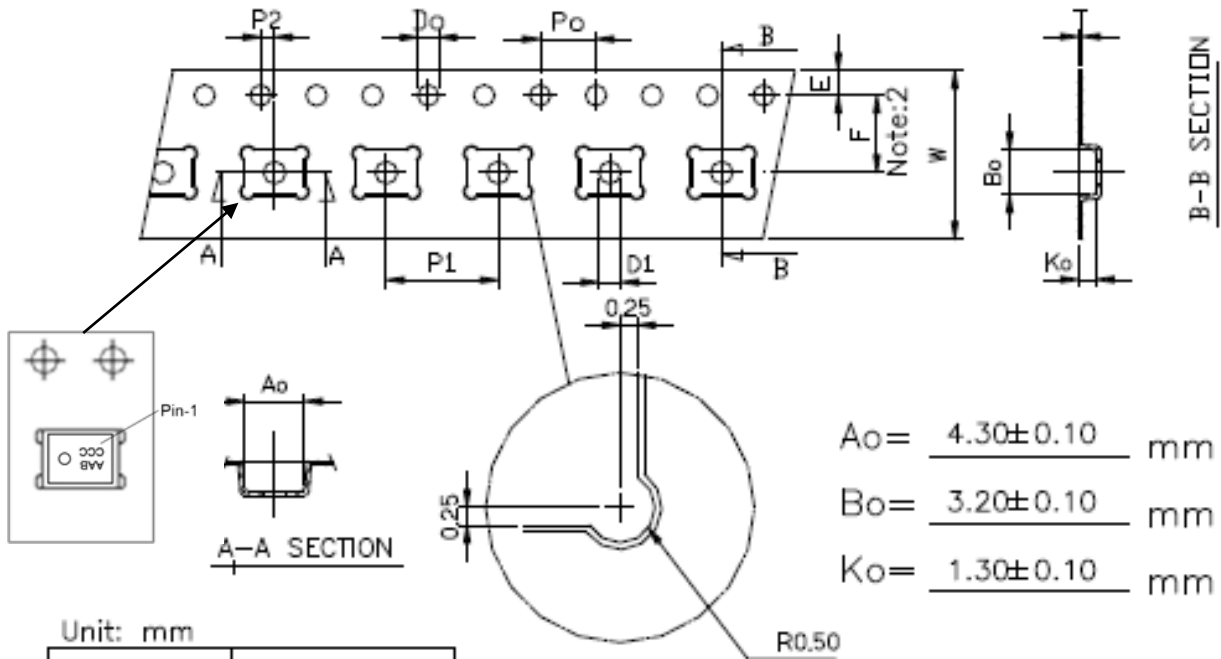 P2 Do Po B
E
F
Note:2
W
Bo
B-B SECTION
A A P1 D1 B
Ko
0.25
Pin-1
AAB
CCC
Ao
0.25
A-A SECTION
Ao= 4.30±0.10 mm
Bo= 3.20±0.10 mm
Ko= 1.30±0.10 mm
R0.50
Unit: mm